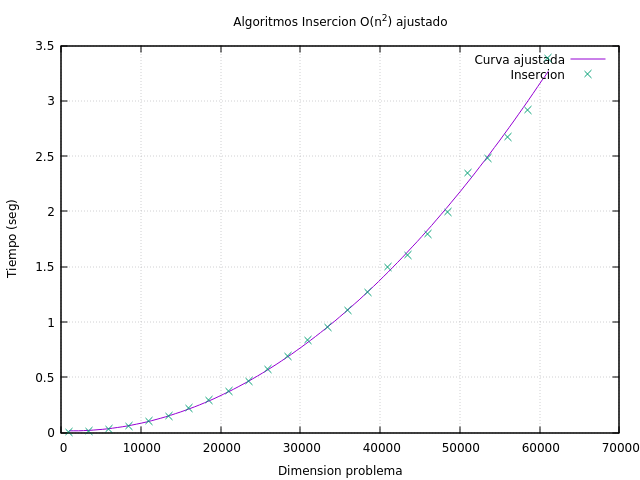 Algoritmos Insercion O(n²) ajustado
3.5
3
2.5
2
1.5
1
0.5
0
Tiempo (seg)
Curva ajustada
Insercion
0 10000 20000 30000 40000 50000 60000 70000
Dimension problema